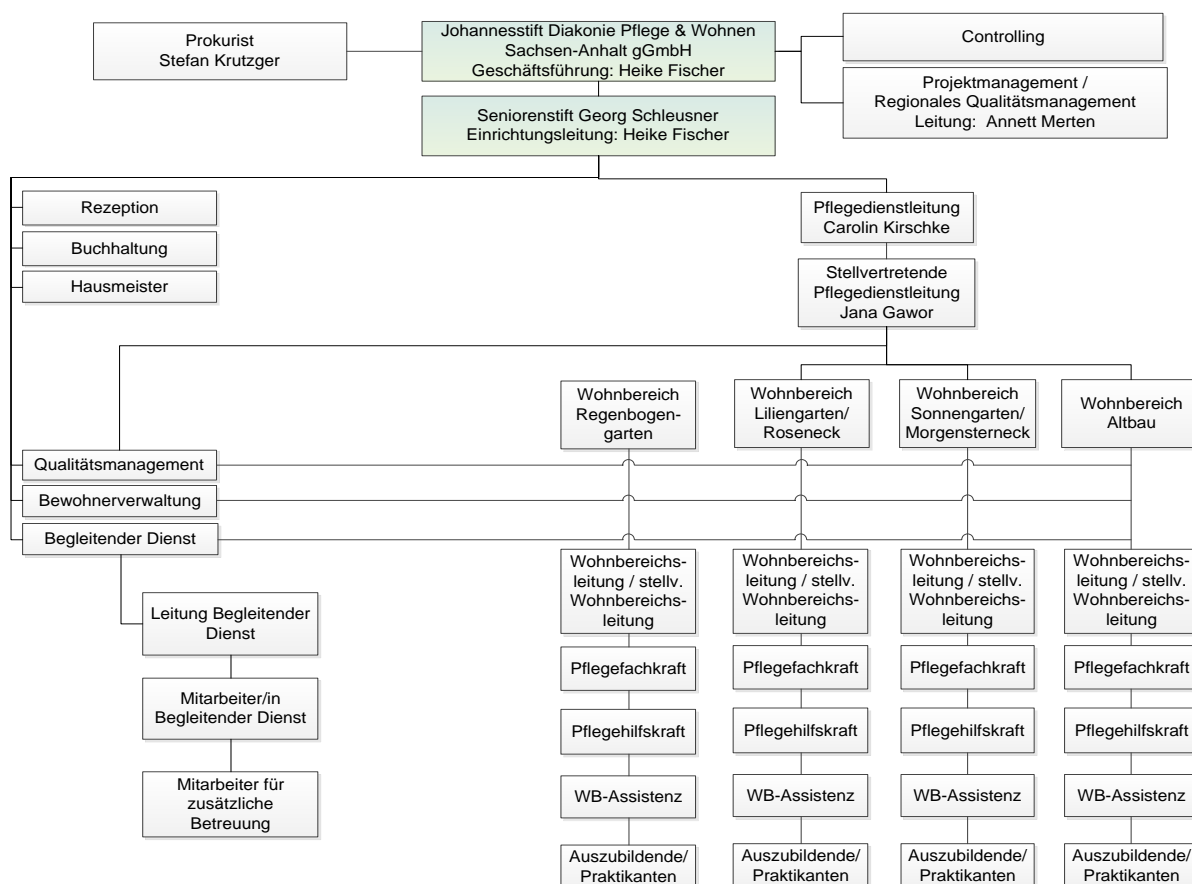 Prokurist
Stefan Krutzger
Johannesstift Diakonie Pflege & Wohnen
Sachsen-Anhalt gGmbH
Geschäftsführung: Heike Fischer
Controlling
Projektmanagement /
Regionales Qualitätsmanagement
Leitung: Annett Merten
Seniorenstift Georg Schleusner
Einrichtungsleitung: Heike Fischer
Rezeption
Buchhaltung
Hausmeister
Pflegedienstleitung
Carolin Kirschke
Stellvertretende
Pflegedienstleitung
Jana Gawor
Wohnbereich
Regenbogen-
garten
Wohnbereich
Liliengarten/
Roseneck
Wohnbereich
Sonnengarten/
Morgensterneck
Wohnbereich
Altbau
Qualitätsmanagement
Bewohnerverwaltung
Begleitender Dienst
Leitung Begleitender
Dienst
Mitarbeiter/in
Begleitender Dienst
Mitarbeiter für
zusätzliche
Betreuung
Wohnbereichs-
leitung / stellv.
Wohnbereichs-
leitung
Pflegefachkraft
Pflegehilfskraft
WB-Assistenz
Auszubildende/
Praktikanten
Wohnbereichs-
leitung / stellv.
Wohnbereichs-
leitung
Pflegefachkraft
Pflegehilfskraft
WB-Assistenz
Auszubildende/
Praktikanten
Wohnbereichs-
leitung / stellv.
Wohnbereichs-
leitung
Pflegefachkraft
Pflegehilfskraft
WB-Assistenz
Auszubildende/
Praktikanten
Wohnbereichs-
leitung / stellv.
Wohnbereichs-
leitung
Pflegefachkraft
Pflegehilfskraft
WB-Assistenz
Auszubildende/
Praktikanten